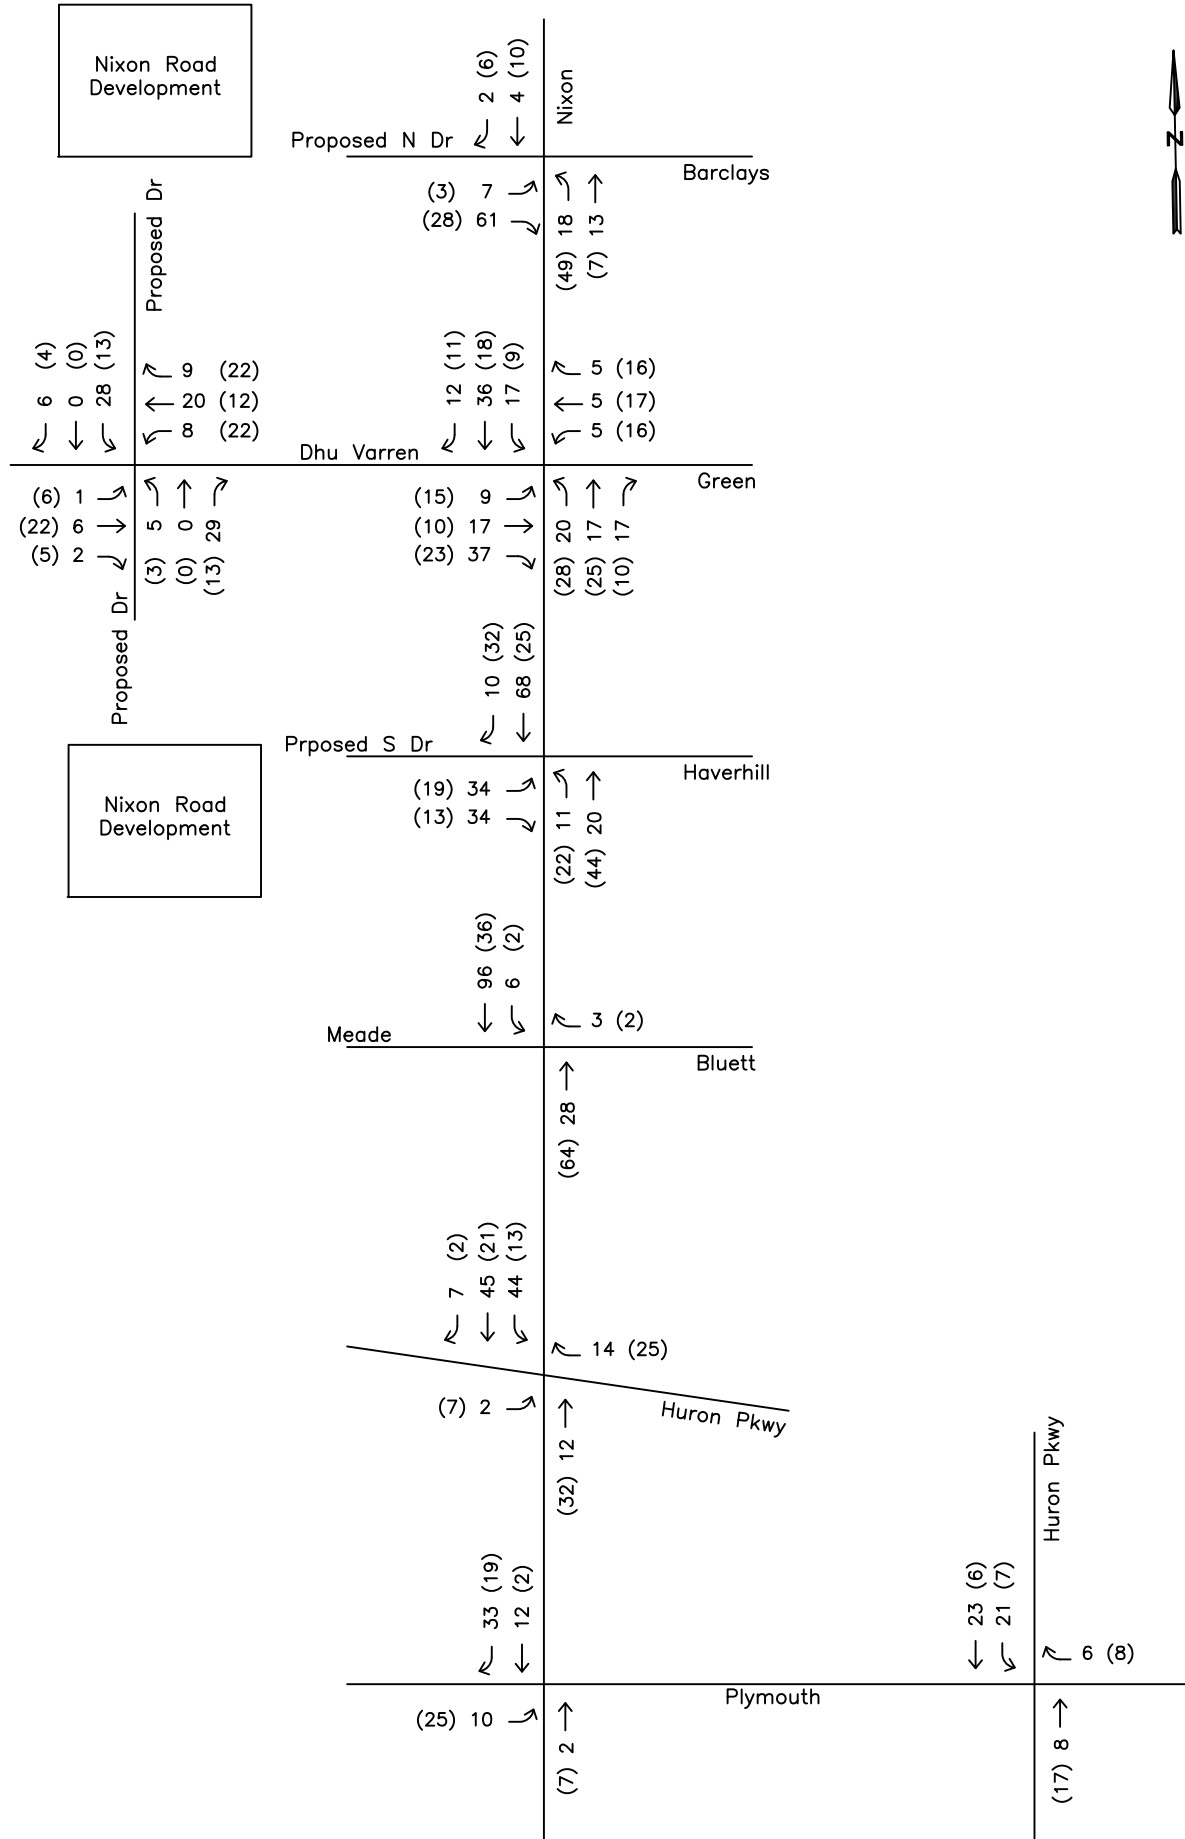 Nixon Road
Development
2 (6)
4 (10)
Nixon
N
Proposed N Dr
Barclays
(3) 7
(28) 61
(49) 18
(7) 13
Proposed Dr
6 (4)
0 (0)
28 (13)
9 (22)
20 (12)
8 (22)
12 (11)
36 (18)
17 (9)
5 (16)
5 (17)
5 (16)
Dhu Varren
Green
(6) 1
(22) 6
(5) 2
(3) 5
(0) 0
(13) 29
(15) 9
(10) 17
(23) 37
(28) 20
(25) 17
(10) 17
Proposed Dr
10 (32)
68 (25)
Prposed S Dr
Haverhill
Nixon Road
Development
(19) 34
(13) 34
(22) 11
(44) 20
96 (36)
6 (2)
3 (2)
Meade
Bluett
(64) 28
7 (2)
45 (21)
44 (13)
14 (25)
(7) 2
Huron Pkwy
(32) 12
Huron Pkwy
33 (19)
12 (2)
23 (6)
21 (7)
6 (8)
Plymouth
(25) 10
(7) 2
(17) 8